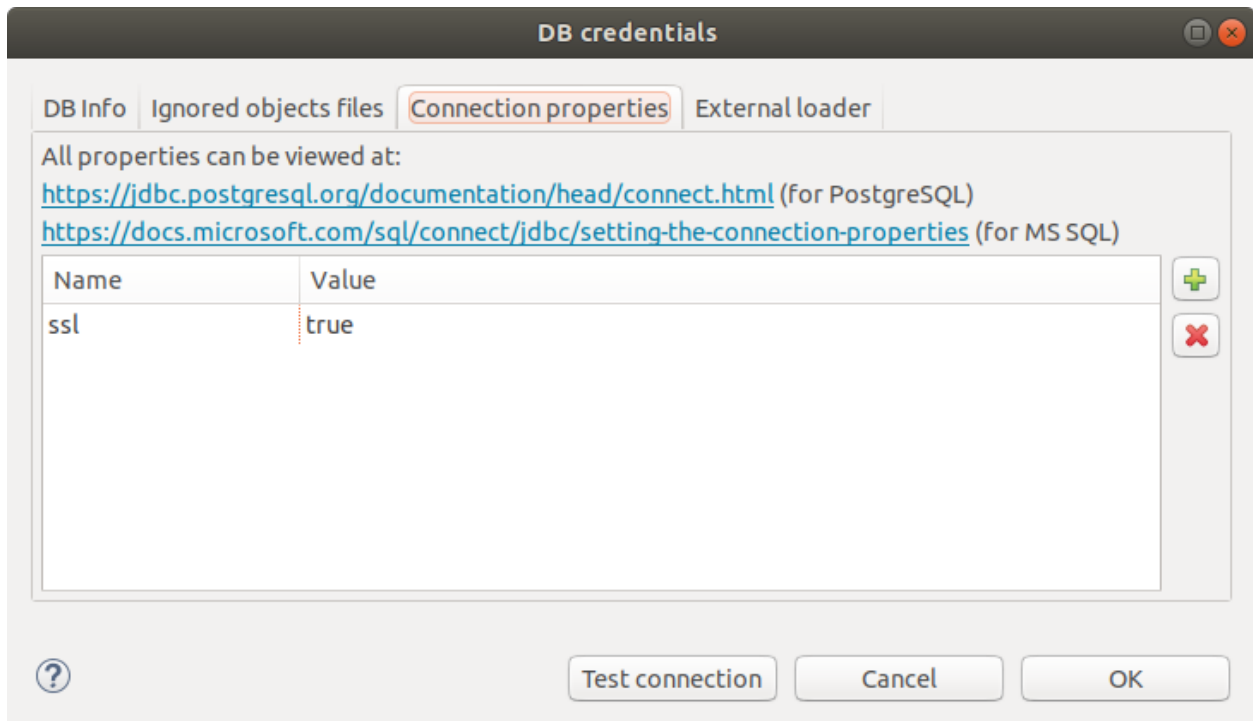 DB credentials
DB Info Ignored objects files Connection properties External loader
All properties can be viewed at:
https://jdbc.postgresql.org/documentation/head/connect.html (for PostgreSQL)
https://docs.microsoft.com/sql/connect/jdbc/setting-the-connection-properties (for MS SQL)
Name Value
ssl true
Test connection Cancel OK